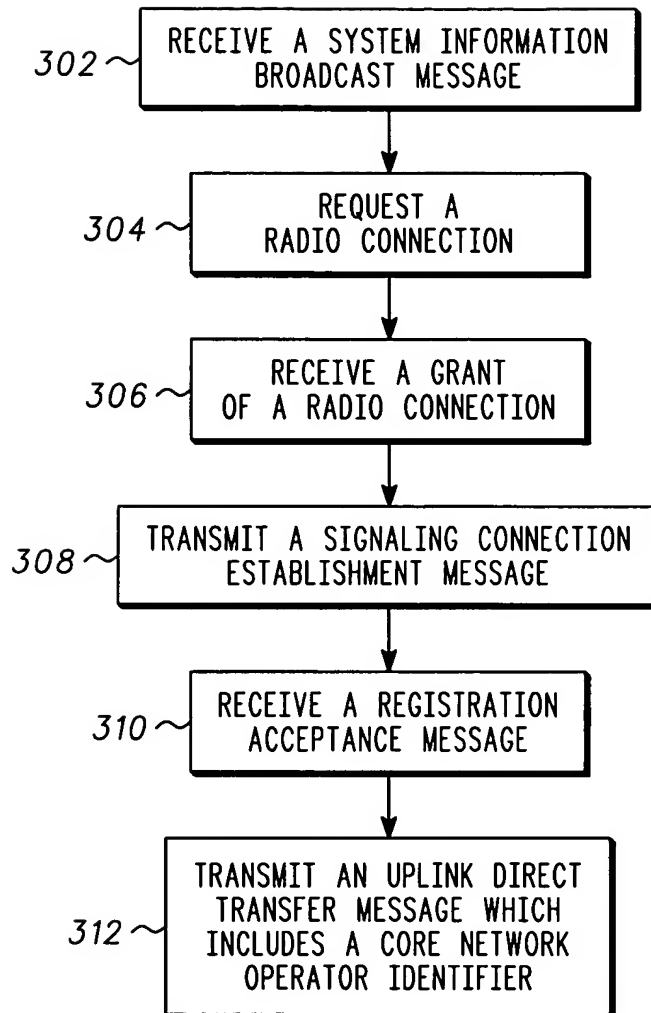 302
RECEIVE A SYSTEM INFORMATION
BROADCAST MESSAGE
304
REQUEST A
RADIO CONNECTION
306
RECEIVE A GRANT
OF A RADIO CONNECTION
308
TRANSMIT A SIGNALING CONNECTION
ESTABLISHMENT MESSAGE
310
RECEIVE A REGISTRATION
ACCEPTANCE MESSAGE
312
TRANSMIT AN UPLINK DIRECT
TRANSFER MESSAGE WHICH
INCLUDES A CORE NETWORK
OPERATOR IDENTIFIER